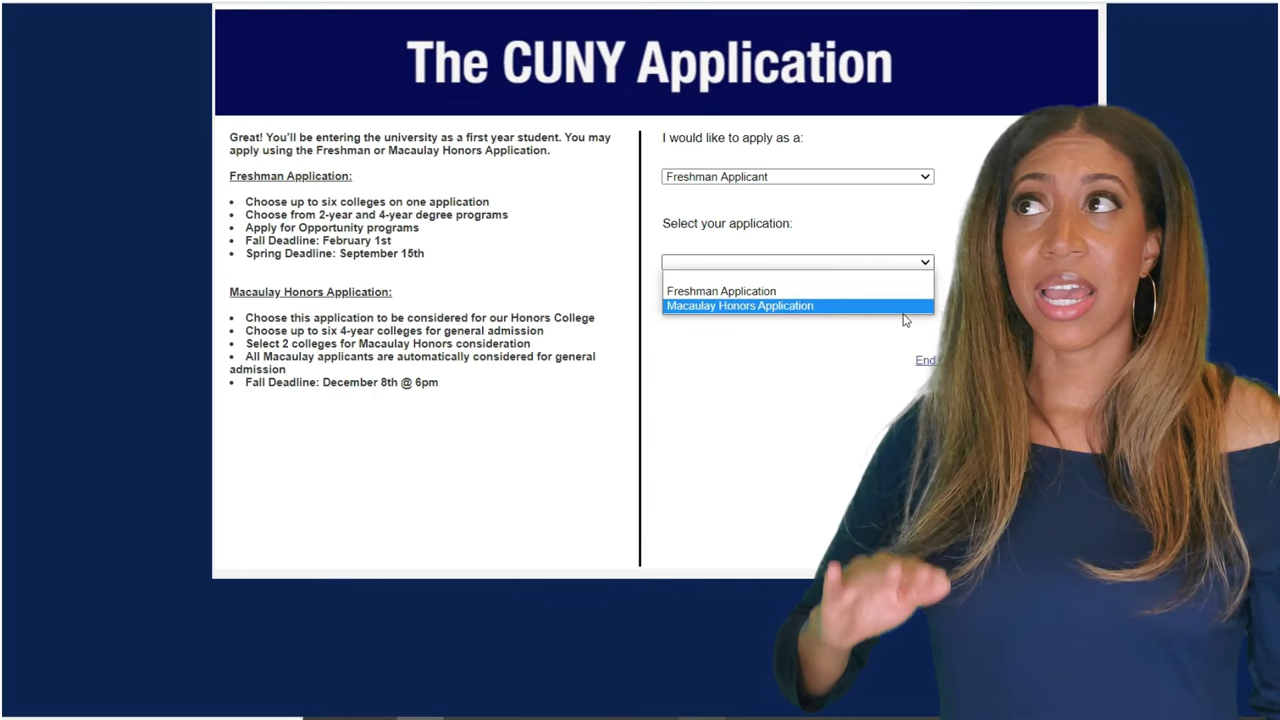 The CUNY Application
Great! You'll be entering the university as a first year student. You may
apply using the Freshman or Macaulay Honors Application.
Freshman Application:
• Choose up to six colleges on one application
• Choose from 2-year and 4-year degree programs
• Apply for Opportunity programs
• Fall Deadline: February 1st
• Spring Deadline: September 15th
Macaulay Honors Application:
• Choose this application to be considered for our Honors College
• Choose up to six 4-year colleges for general admission
• Select 2 colleges for Macaulay Honors consideration
• All Macaulay applicants are automatically considered for general
admission
• Fall Deadline: December 8th @ 6pm
I would like to apply as a:
Freshman Applicant
Select your application:
Freshman Application
Macaulay Honors Application
End